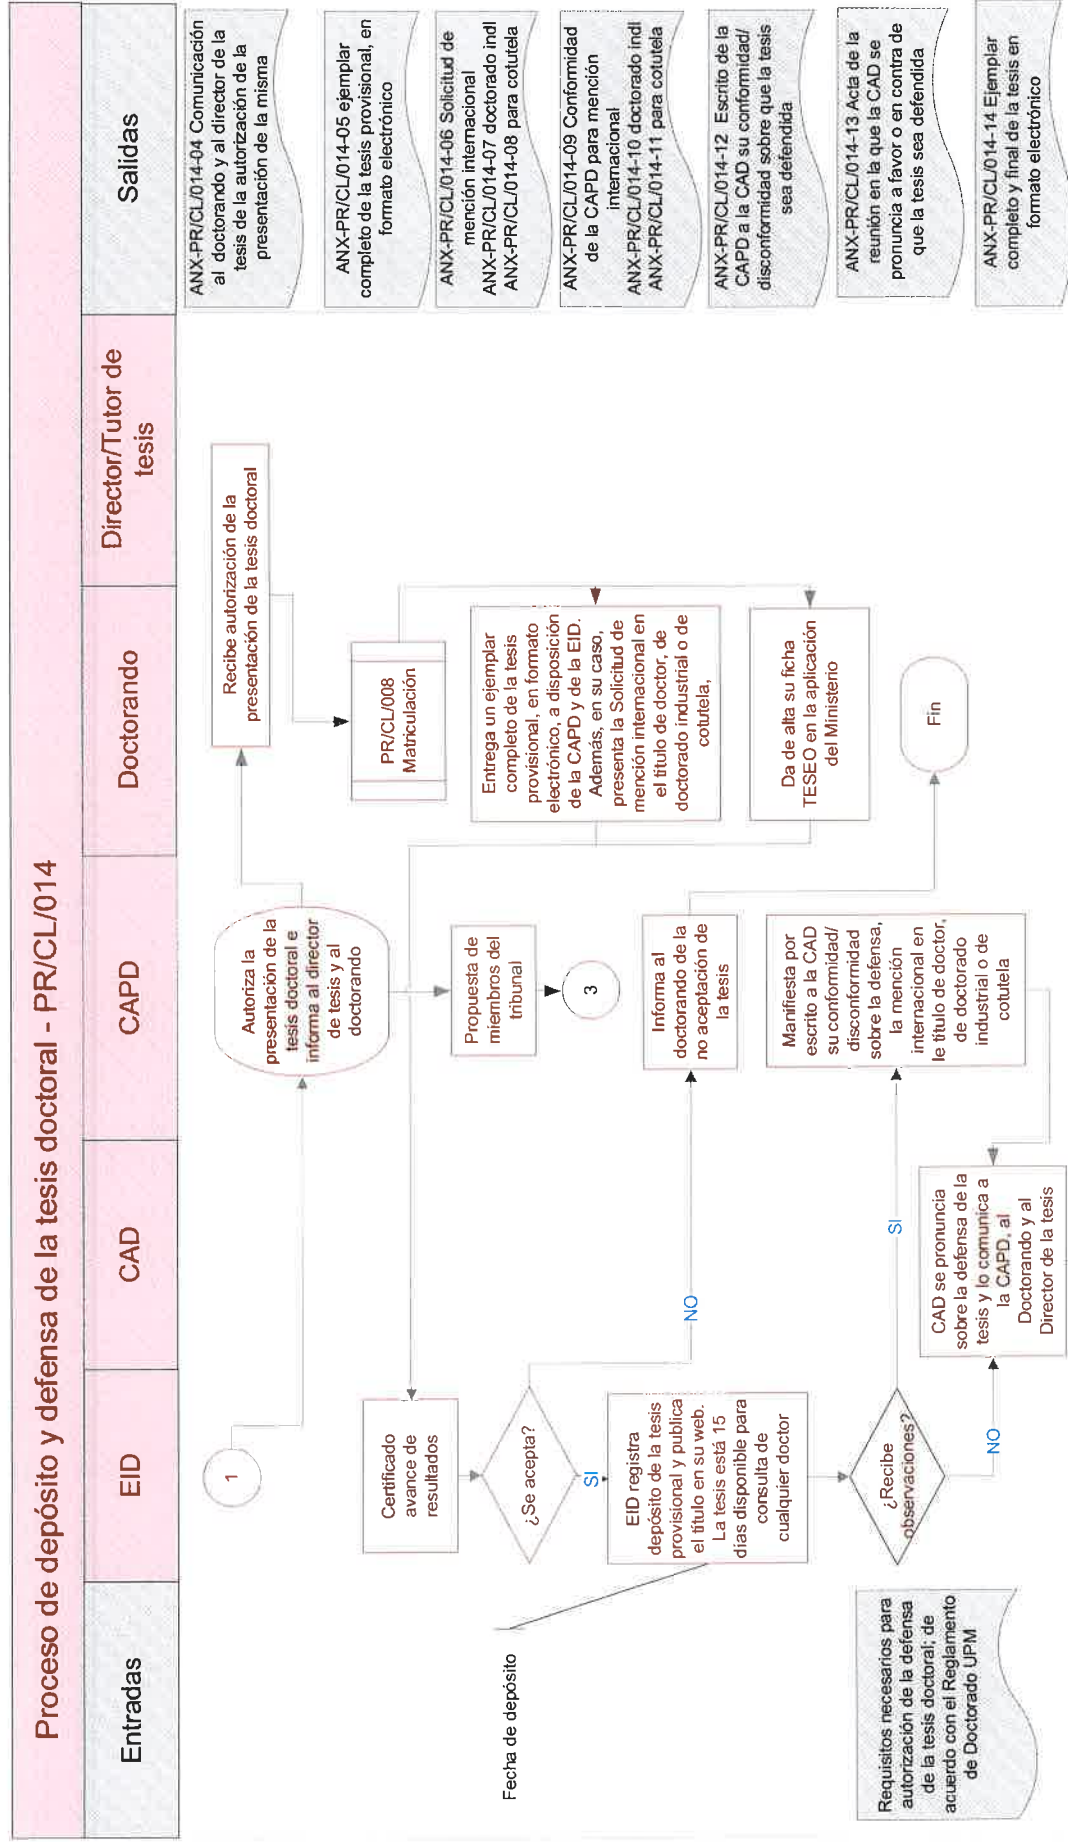 Proceso de depósito y defensa de la tesis doctoral - PR/CL/014
Entradas
EID
CAD
CAPD
Doctorando
Director/Tutor de
tesis
Salidas
1
Autoriza la
presentación de la
tesis doctoral e
informa al director
de tesis y al
doctorando
Recibe autorización de la
presentación de la tesis doctoral
ANX-PR/CL/014-04 Comunicación
al doctorando y al director de la
tesis de la autorización de la
presentación de la misma
PR/CL/008
Matriculación
ANX-PR/CL/014-05 ejemplar
completo de la tesis provisional, en
formato electrónico
Certificado
avance de
resultados
Propuesta de
miembros del
tribunal
3
Entrega un ejemplar
completo de la tesis
provisional, en formato
electrónico, a disposición
de la CAPD y de la EID.
Además, en su caso,
presenta la Solicitud de
mención internacional en
el título de doctor, de
doctorado industrial o de
cotutela,
ANX-PR/CL/014-06 Solicitud de
mención internacional
ANX-PR/CL/014-07 doctorado indl
ANX-PR/CL/014-08 para cotutela
Fecha de depósito
¿Se acepta?
SI
NO
Informa al
doctorando de la
no aceptación de
la tesis
ANX-PR/CL/014-09 Conformidad
de la CAPD para mención
internacional
ANX-PR/CL/014-10 doctorado indl
ANX-PR/CL/014-11 para cotutela
EID registra
depósito de la tesis
provisional y publica
el título en su web.
La tesis está 15
días disponible para
consulta de
cualquier doctor
Da de alta su ficha
TESEO en la aplicación
del Ministerio
ANX-PR/CL/014-12 Escrito de la
CAPD a la CAD su conformidad/
disconformidad sobre que la tesis
sea defendida
Manifiesta por
escrito a la CAD
su conformidad/
disconformidad
sobre la defensa,
la mención
internacional en
le título de doctor,
de doctorado
industrial o de
cotutela
Fin
ANX-PR/CL/014-13 Acta de la
reunión en la que la CAD se
pronuncia a favor o en contra de
que la tesis sea defendida
Requisitos necesarios para
autorización de la defensa
de la tesis doctoral; de
acuerdo con el Reglamento
de Doctorado UPM
¿Recibe
observaciones?
SI
NO
CAD se pronuncia
sobre la defensa de la
tesis y lo comunica a
la CAPD, al
Doctorando y al
Director de la tesis
ANX-PR/CL/014-14 Ejemplar
completo y final de la tesis en
formato electrónico